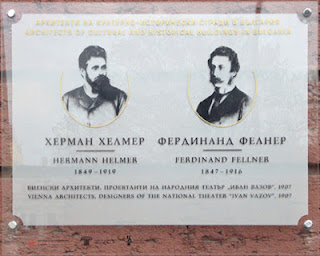 АРХИТЕКТИ НА КУЛТУРНО-ИСТОРИЧЕСКИ СГРАДИ В БЪЛГАРИЯ
ARCHITECTS OF CULTURAL AND HISTORICAL BUILDINGS IN BULGARIA
ХЕРМАН ХЕЛМЕР
HERMANN HELMER
1849-1919
ФЕРДИНАНД ФЕЛНЕР
FERDINAND FELLNER
1847-1916
ВИЕНСКИ АРХИТЕКТИ, ПРОЕКТАНТИ НА НАРОДНИЯ ТЕАТЪР „ИВАН ВАЗОВ", 1907
VIENNA ARCHITECTS, DESIGNERS OF THE NATIONAL THEATER "IVAN VAZOV", 1907